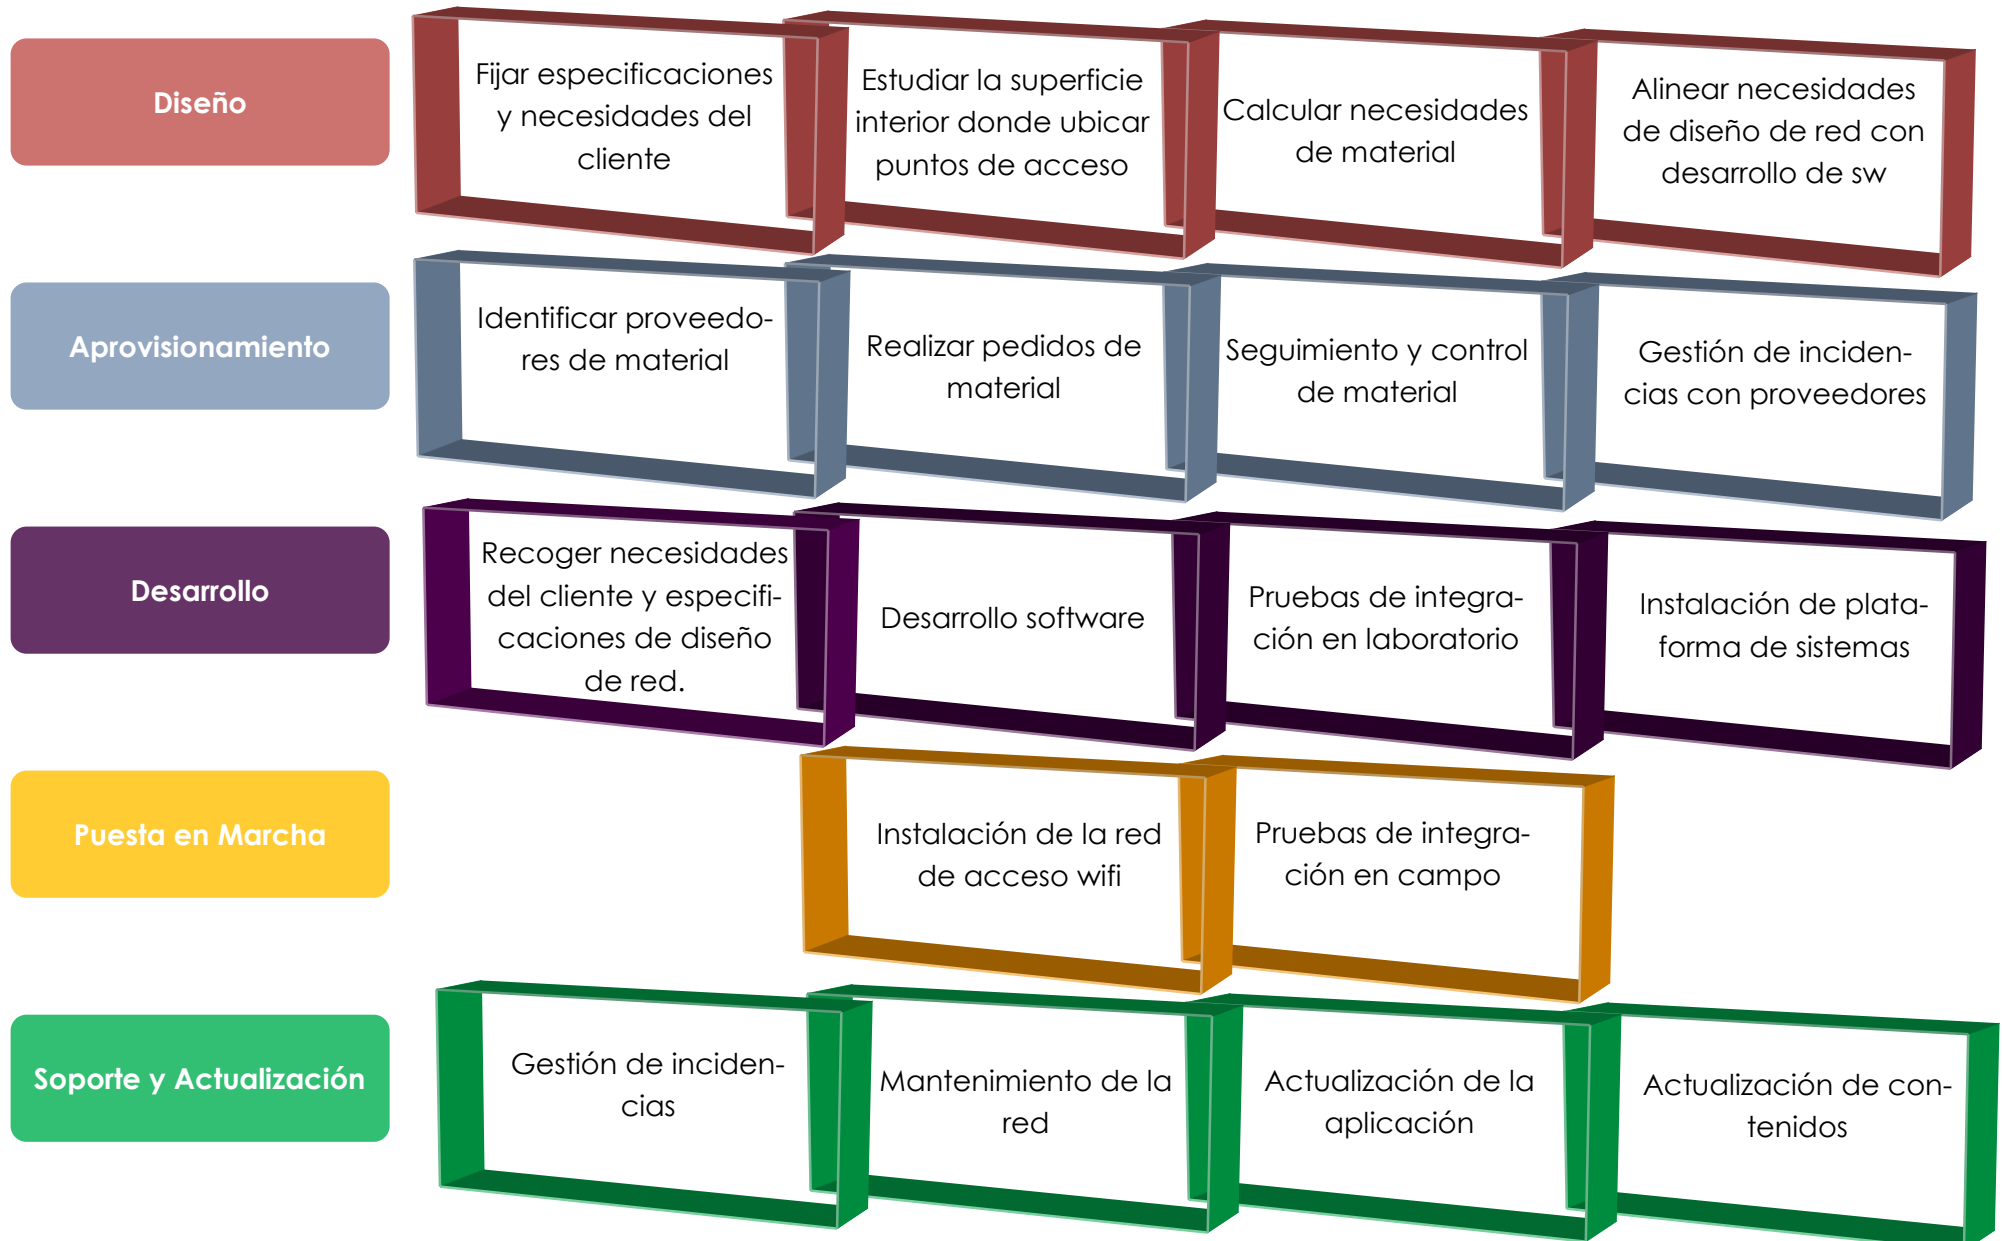 Diseño
Fijar especificaciones
y necesidades del
cliente
Estudiar la superficie
interior donde ubicar
puntos de acceso
Calcular necesidades
de material
Alinear necesidades
de diseño de red con
desarrollo de sw
Aprovisionamiento
Identificar proveedo-
res de material
Realizar pedidos de
material
Seguimiento y control
de material
Gestión de inciden-
cias con proveedores
Desarrollo
Recoger necesidades
del cliente y especifi-
caciones de diseño
de red.
Desarrollo software
Pruebas de integra-
ción en laboratorio
Instalación de plata-
forma de sistemas
Puesta en Marcha
Instalación de la red
de acceso wifi
Pruebas de integra-
ción en campo
Soporte y Actualización
Gestión de inciden-
cias
Mantenimiento de la
red
Actualización de la
aplicación
Actualización de con-
tenidos